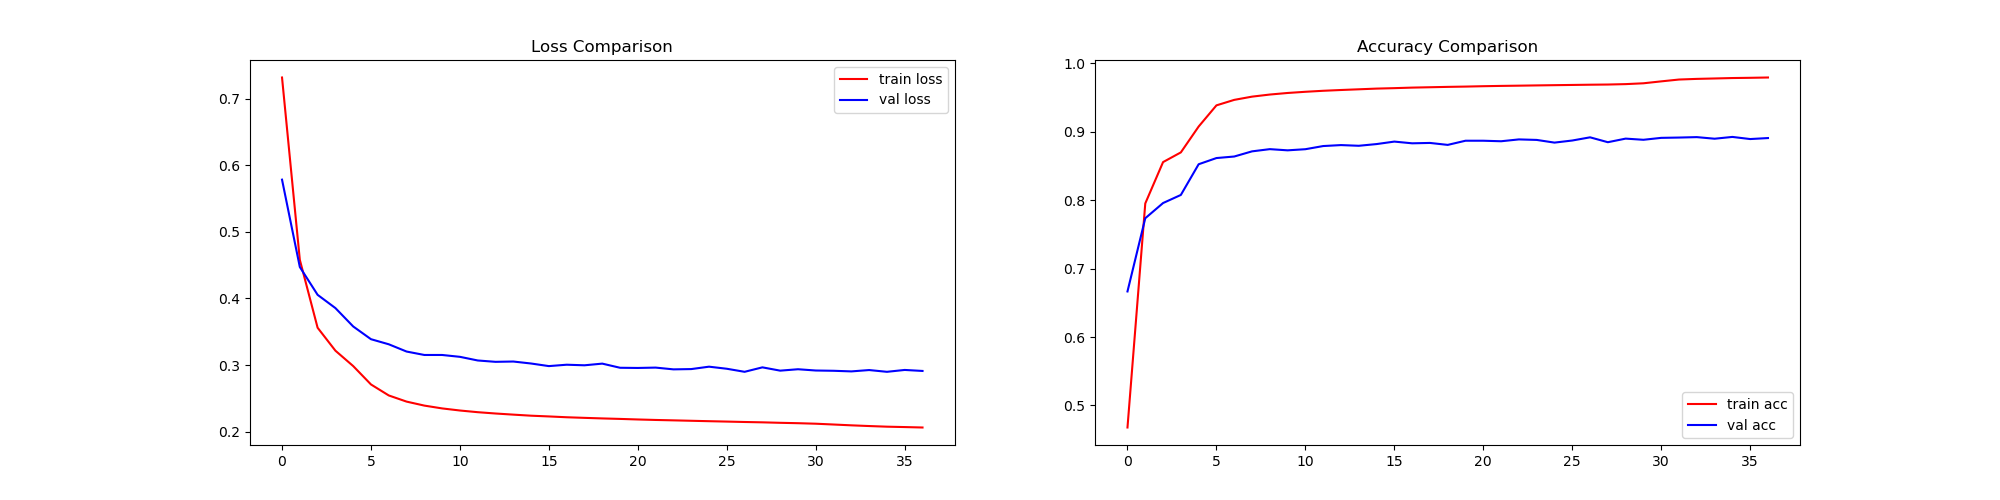 Loss Comparison
train loss
val loss
0.7
0.6
0.5
0.4
0.3
0.2
0 5 10 15 20 25 30 35
Accuracy Comparison
1.0
0.9
0.8
0.7
0.6
0.5
train acc
val acc
0 5 10 15 20 25 30 35